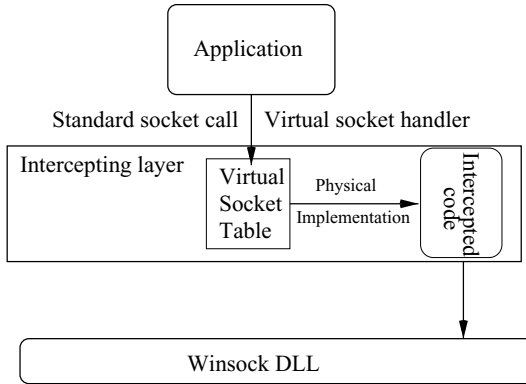 Application
Standard socket call
Virtual socket handler
Intercepting layer
Virtual
Socket
Table
Physical
Implementation
Intercepted
code
Winsock DLL